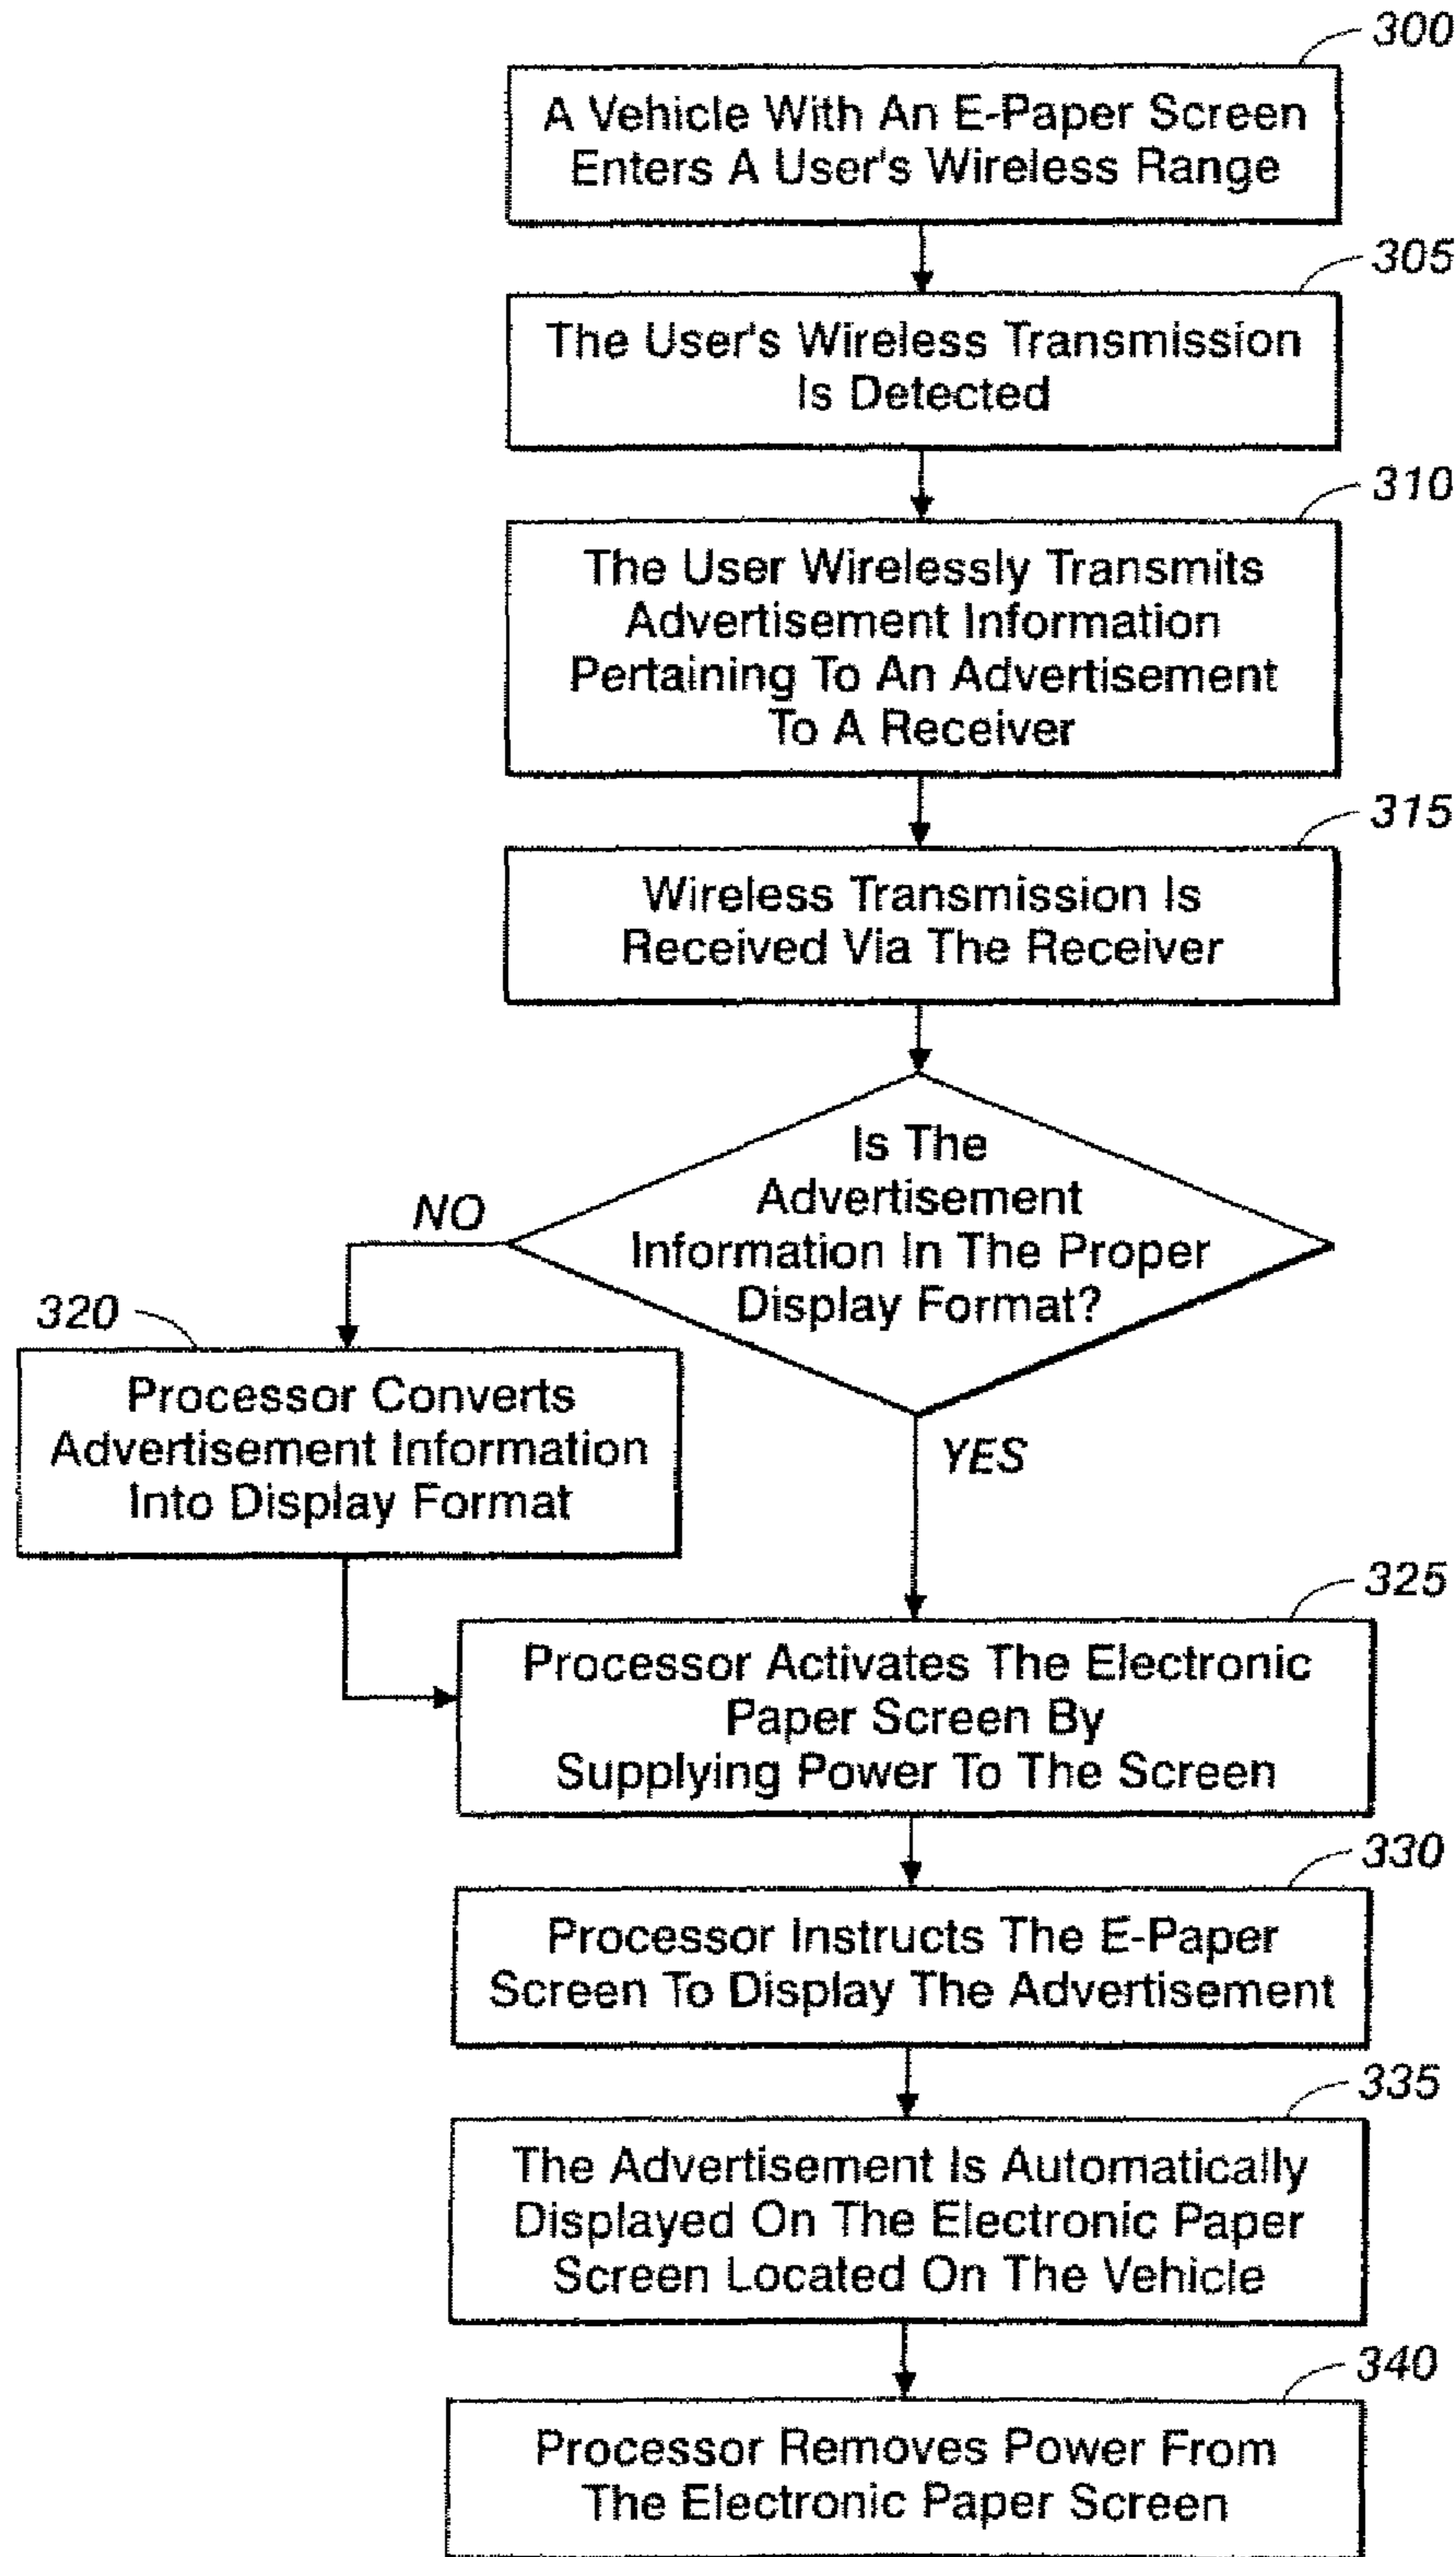 300
A Vehicle With An E-Paper Screen
Enters A User's Wireless Range
305
The User's Wireless Transmission
Is Detected
310
The User Wirelessly Transmits
Advertisement Information
Pertaining To An Advertisement
To A Receiver
315
Wireless Transmission Is
Received Via The Receiver
Is The
Advertisement
Information In The Proper
Display Format?
NO
320
Processor Converts
Advertisement Information
Into Display Format
YES
325
Processor Activates The Electronic
Paper Screen By
Supplying Power To The Screen
330
Processor Instructs The E-Paper
Screen To Display The Advertisement
335
The Advertisement Is Automatically
Displayed On The Electronic Paper
Screen Located On The Vehicle
340
Processor Removes Power From
The Electronic Paper Screen